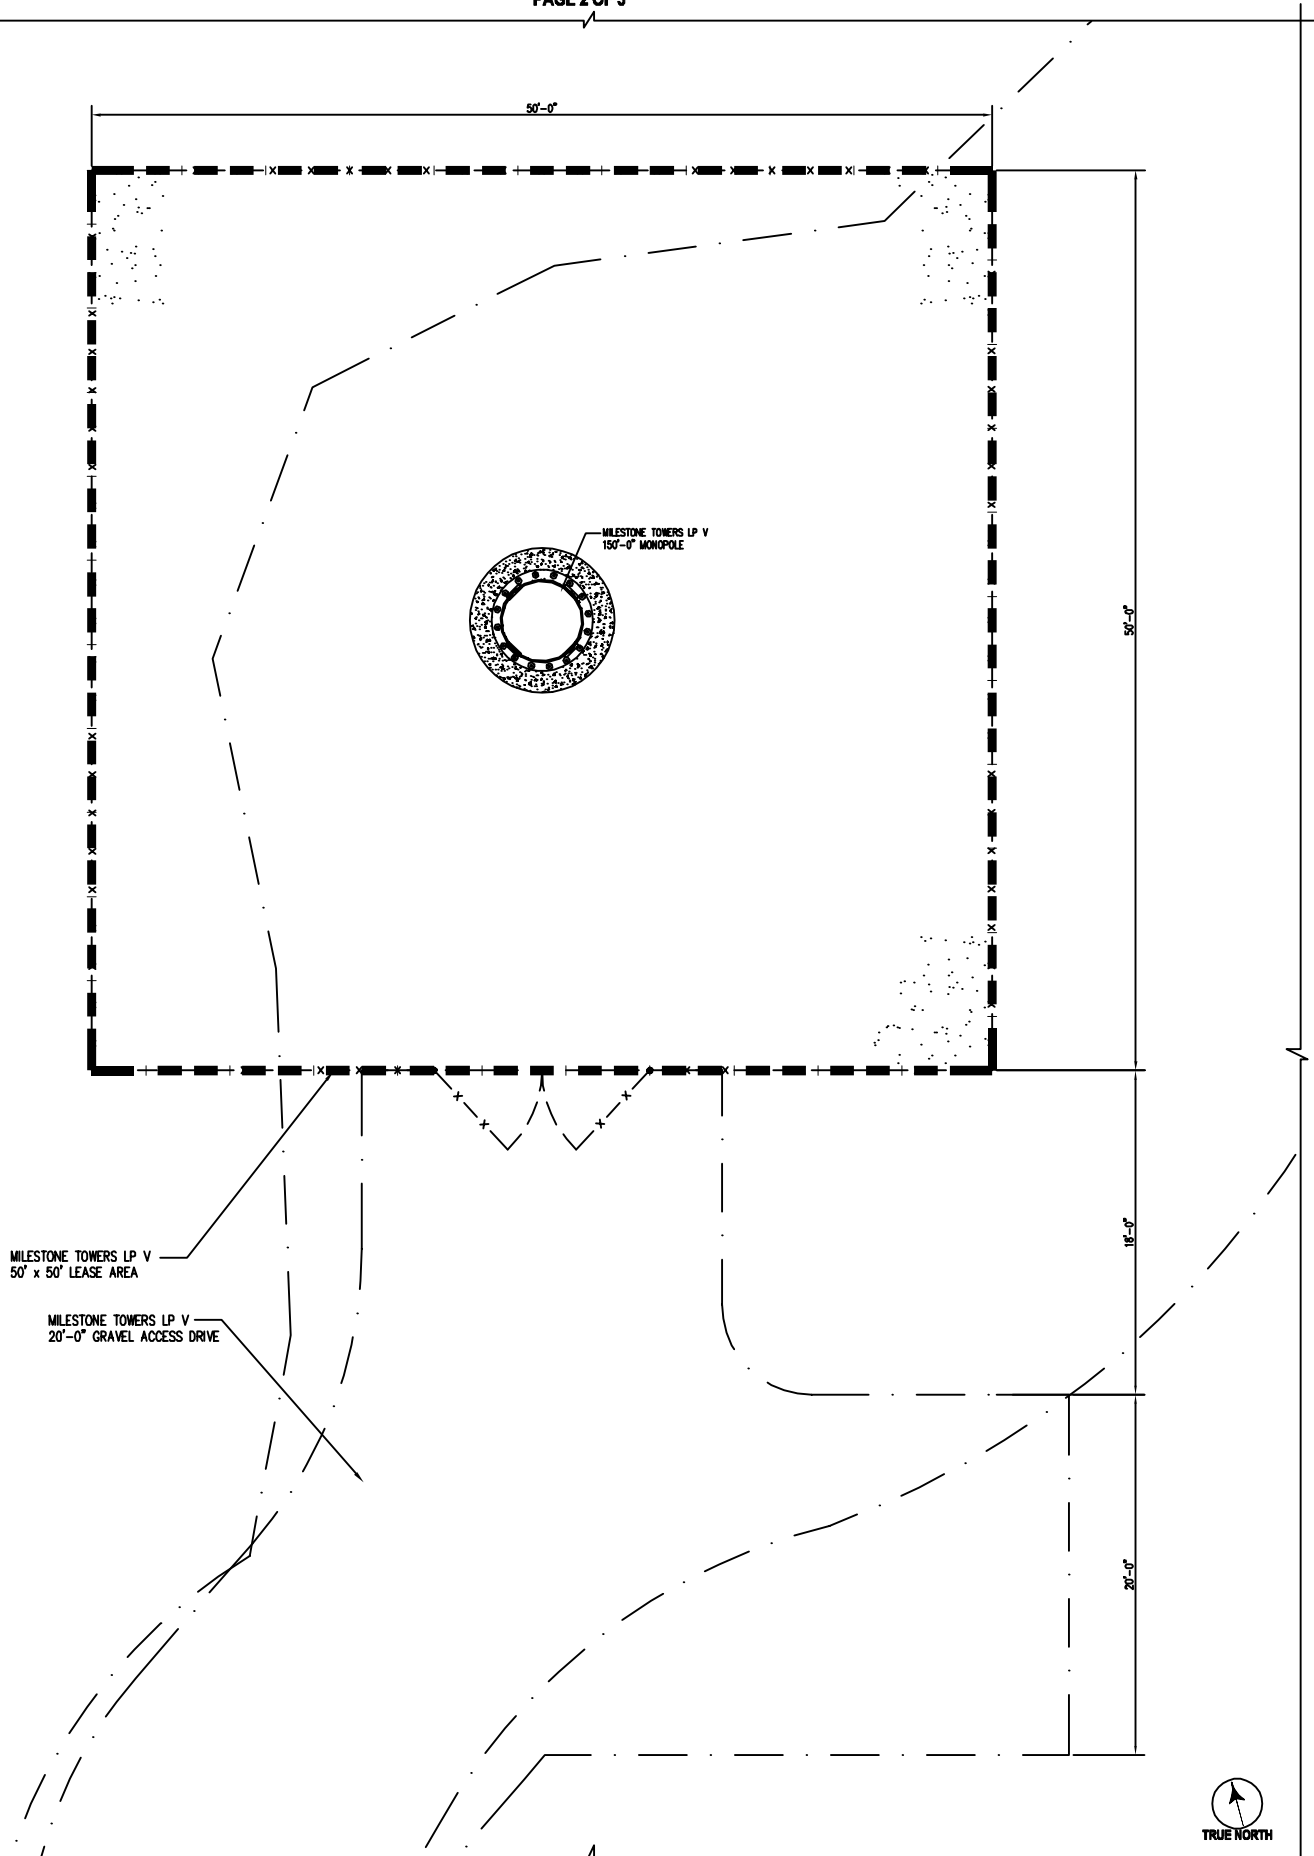 PAGE 2 OF 3
50'-0"
MILESTONE TOWERS LP V
150'-0" MONOPOLE
50'-0"
18'-0"
MILESTONE TOWERS LP V
50' x 50' LEASE AREA
MILESTONE TOWERS LP V
20'-0" GRAVEL ACCESS DRIVE
20'-0"
TRUE NORTH